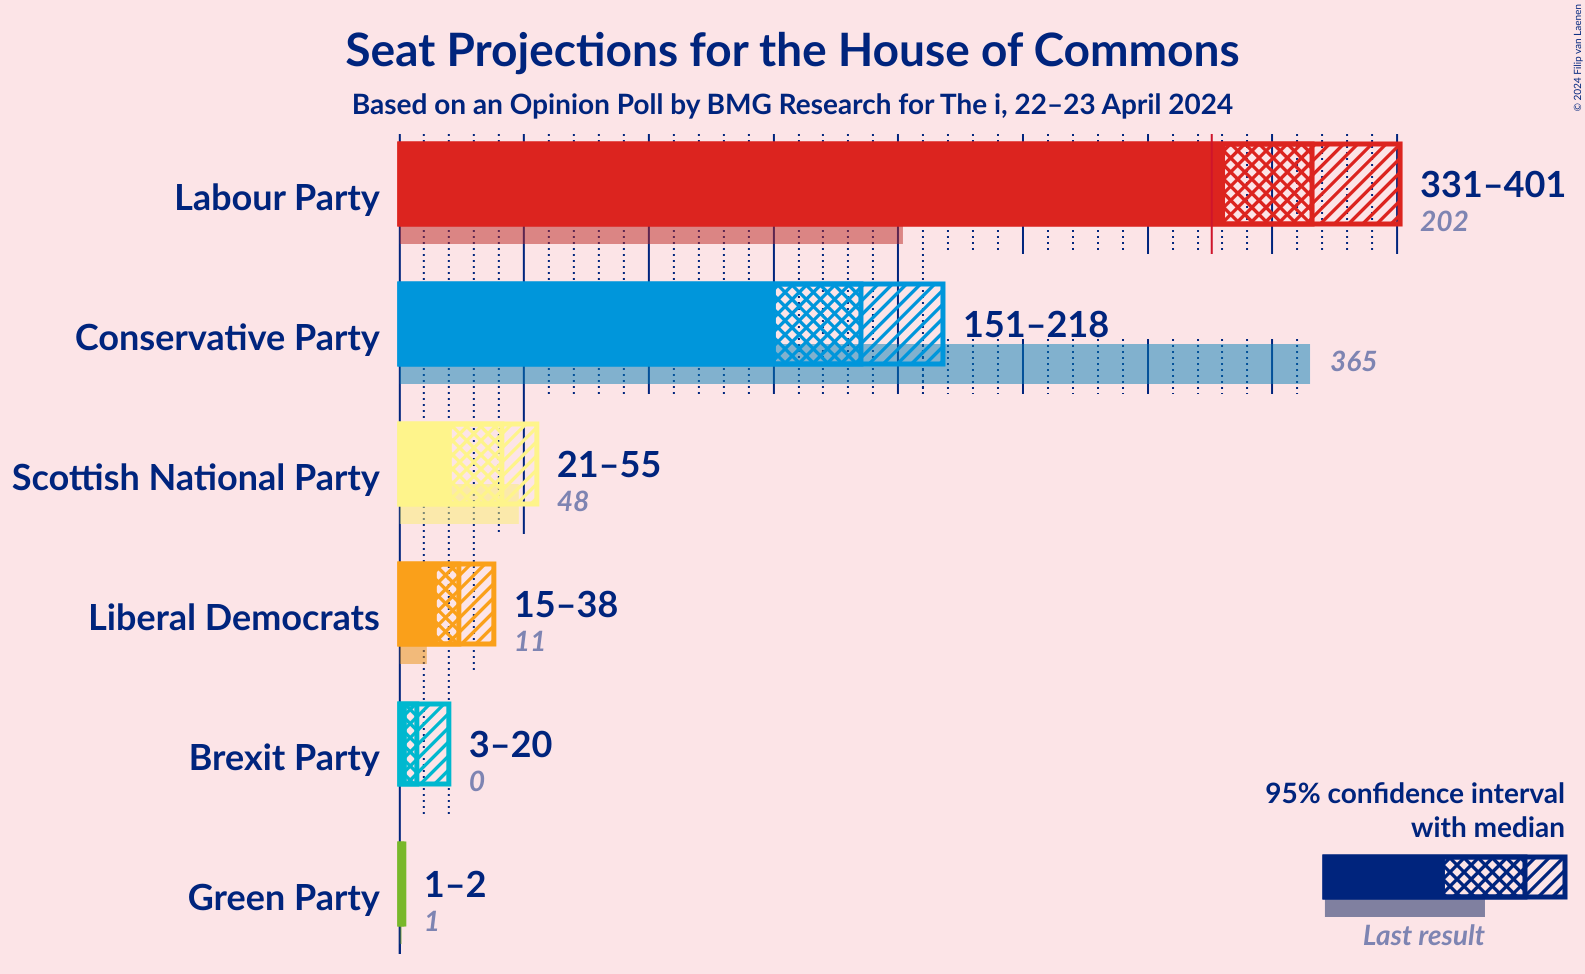 Seat Projections for the House of Commons
Based on an Opinion Poll by BMG Research for The i, 22–23 April 2024
© 2024 Filip van Laenen
Labour Party
331–401
202
Conservative Party
151–218
365
Scottish National Party
21–55
48
Liberal Democrats
15–38
11
Brexit Party
3–20
0
Green Party
1–2
1
95% confidence interval
with median
Last result